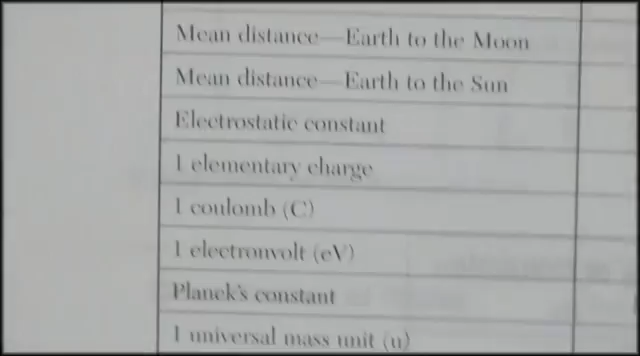 Mean distance—Earth to the Moon
Mean distance—Earth to the Sun
Electrostatic constant
1 elementary charge
1 coulomb (C)
1 electronvolt (eV)
Planck's constant
1 universal mass unit (u)